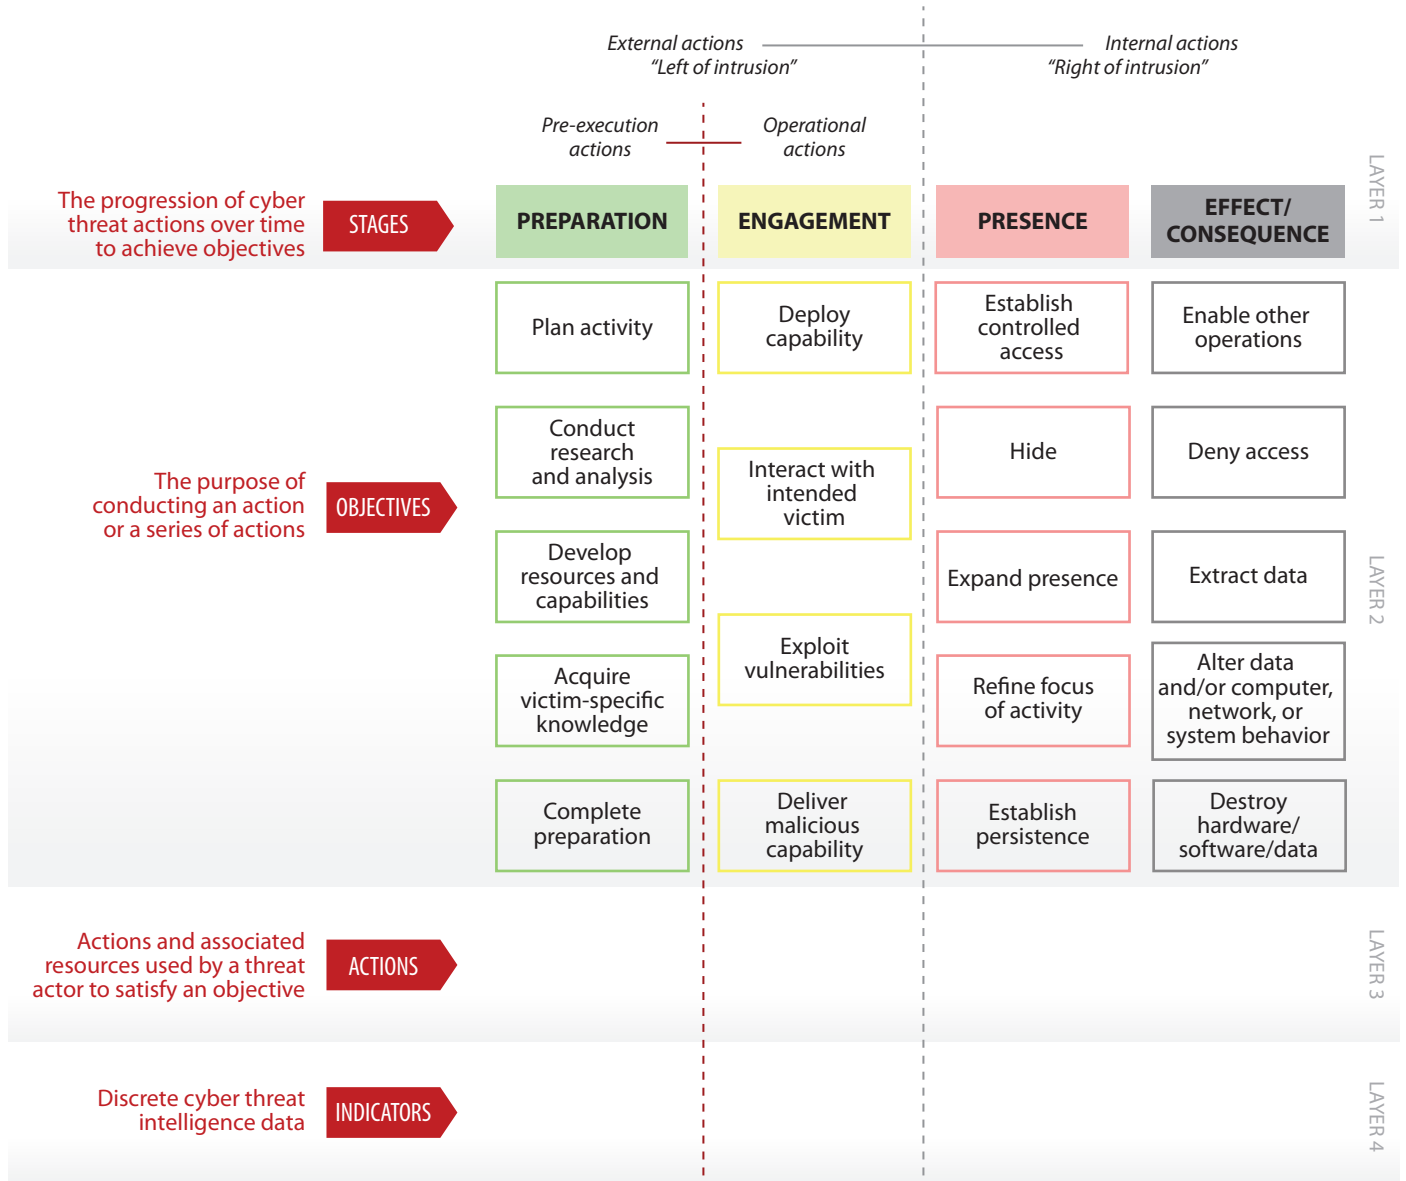 External actions
“Left of intrusion”
Internal actions
“Right of intrusion”
Pre-execution
actions
Operational
actions
LAYER 1
The progression of cyber
threat actions over time
to achieve objectives
STAGES
PREPARATION
ENGAGEMENT
PRESENCE
EFFECT/
CONSEQUENCE
Plan activity
Deploy
capability
Establish
controlled
access
Enable other
operations
Conduct
research
and analysis
Interact with
intended
victim
Hide
Deny access
The purpose of
conducting an action
or a series of actions
OBJECTIVES
Develop
resources and
capabilities
Exploit
vulnerabilities
Expand presence
Extract data
LAYER 2
Acquire
victim-specific
knowledge
Refine focus
of activity
Alter data
and/or computer,
network, or
system behavior
Complete
preparation
Deliver
malicious
capability
Establish
persistence
Destroy
hardware/
software/data
Actions and associated
resources used by a threat
actor to satisfy an objective
ACTIONS
LAYER 3
Discrete cyber threat
intelligence data
INDICATORS
LAYER 4